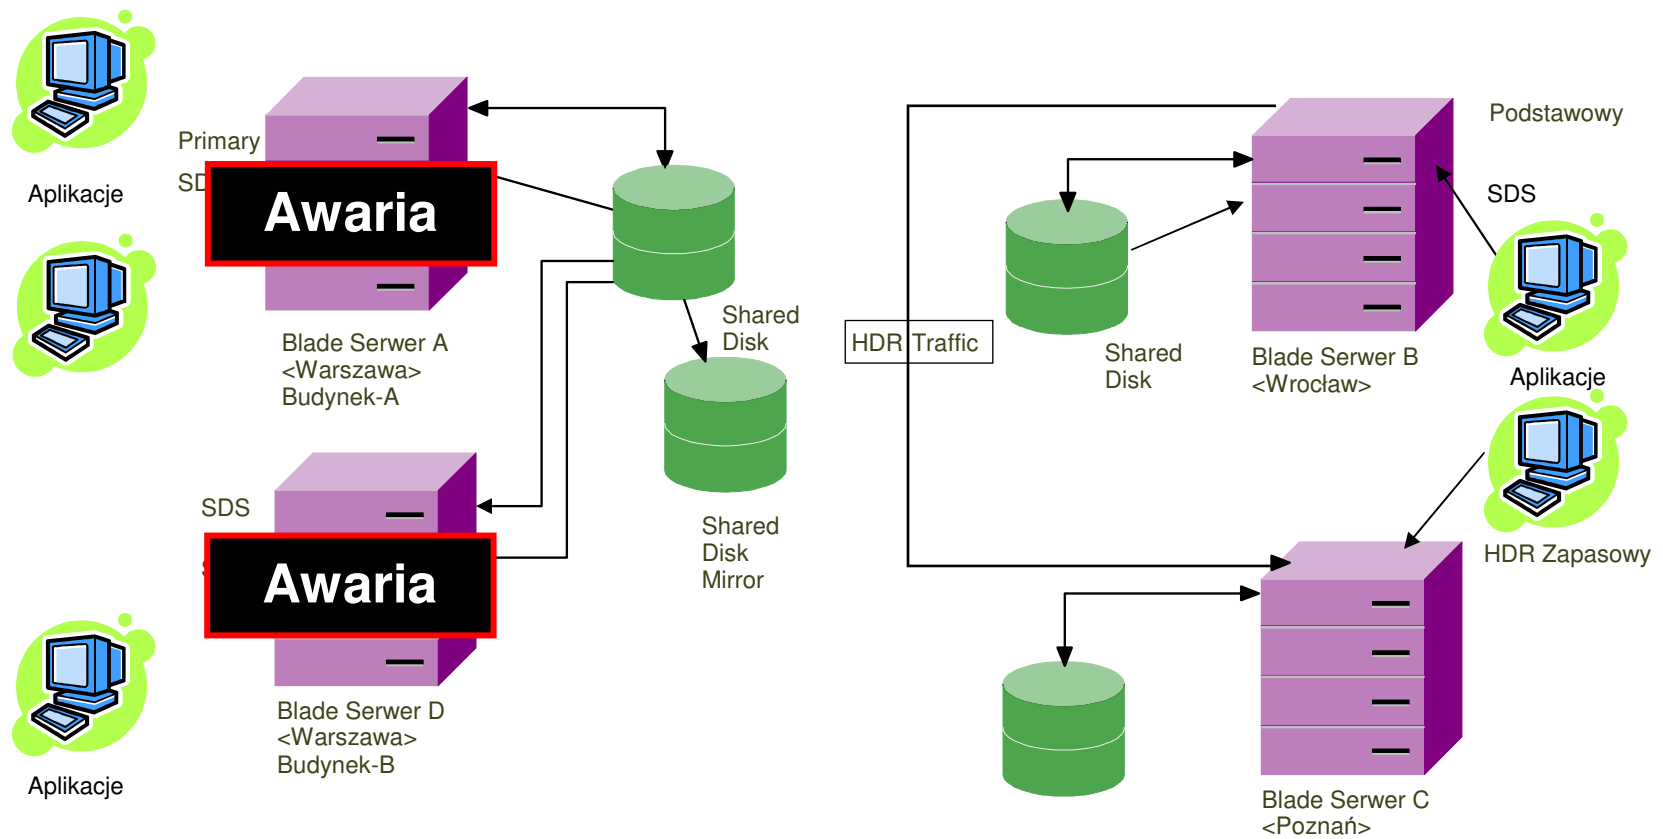 Aplikacje
Primary
SD
Awaria
Blade Serwer A
<Warszawa>
Budynek-A
Shared
Disk
Shared
Disk
Mirror
SDS
Awaria
Blade Serwer D
<Warszawa>
Budynek-B
Aplikacje
HDR Traffic
Shared
Disk
Podstawowy
SDS
Blade Serwer B
<Wrocław>
Aplikacje
HDR Zapasowy
Blade Serwer C
<Poznań>